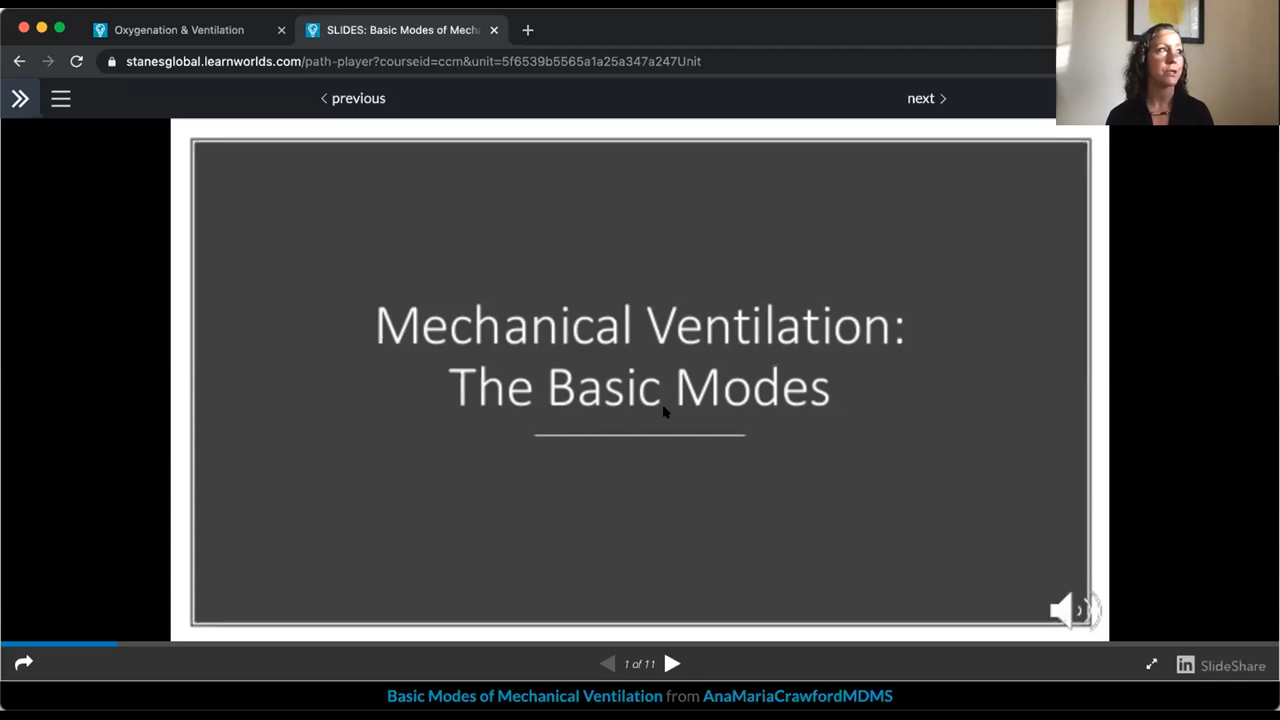 Oxygenation & Ventilation
SLIDES: Basic Modes of Mech
stanesglobal.learnworlds.com/path-player?courseid=ccm&unit=5f6539b5565a1a25a347a247Unit
previous
next
Mechanical Ventilation:
The Basic Modes
1 of 11
in SlideShare
Basic Modes of Mechanical Ventilation from AnaMariaCrawfordMDMS